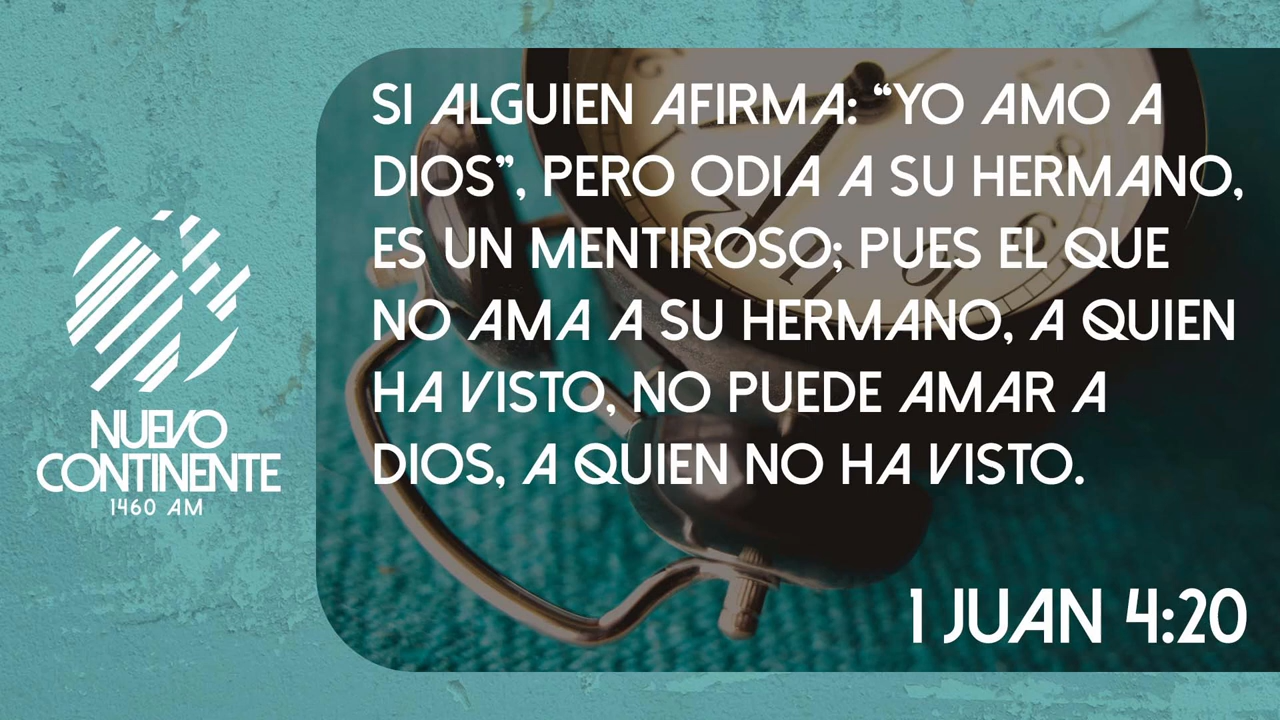 SI ALGUIEN AFIRMA: “YO AMO A
DIOS”, PERO ODIA A SU HERMANO,
ES UN MENTIROSO; PUES EL QUE
NO AMA A SU HERMANO, A QUIEN
HA VISTO, NO PUEDE AMAR A
DIOS, A QUIEN NO HA VISTO.
1 JUAN 4:20
NUEVO
CONTINENTE
1460 AM